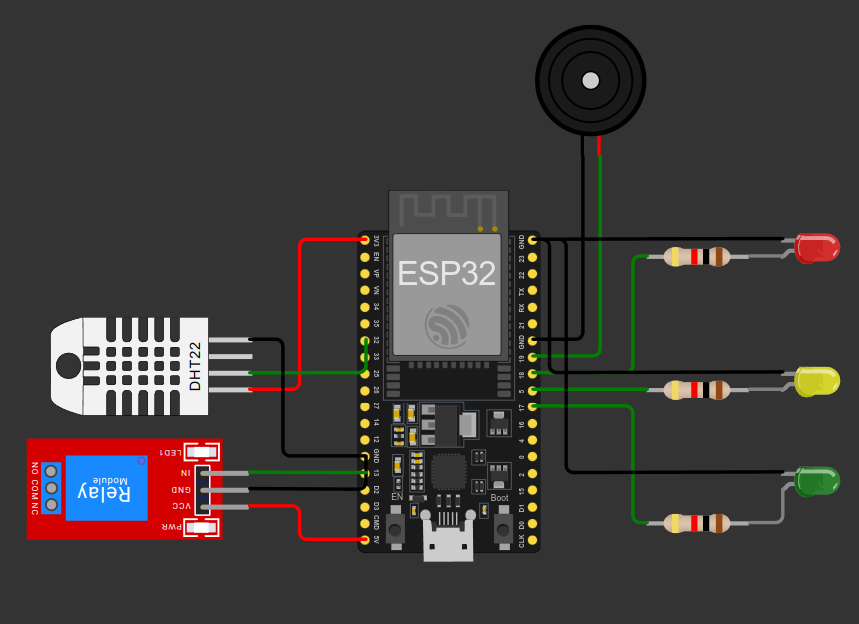 ESP32
3V3
EN
VP
VN
34
35
32
33
25
26
27
14
12
GND
13
D2
D3
CMD
5V
GND
23
22
TX
RX
21
GND
19
18
5
17
16
4
0
2
15
D1
D0
CLK
EN
Boot
DHT22
LED1
IN
GND
VCC
PWR
Relay
Module
NO COM NC